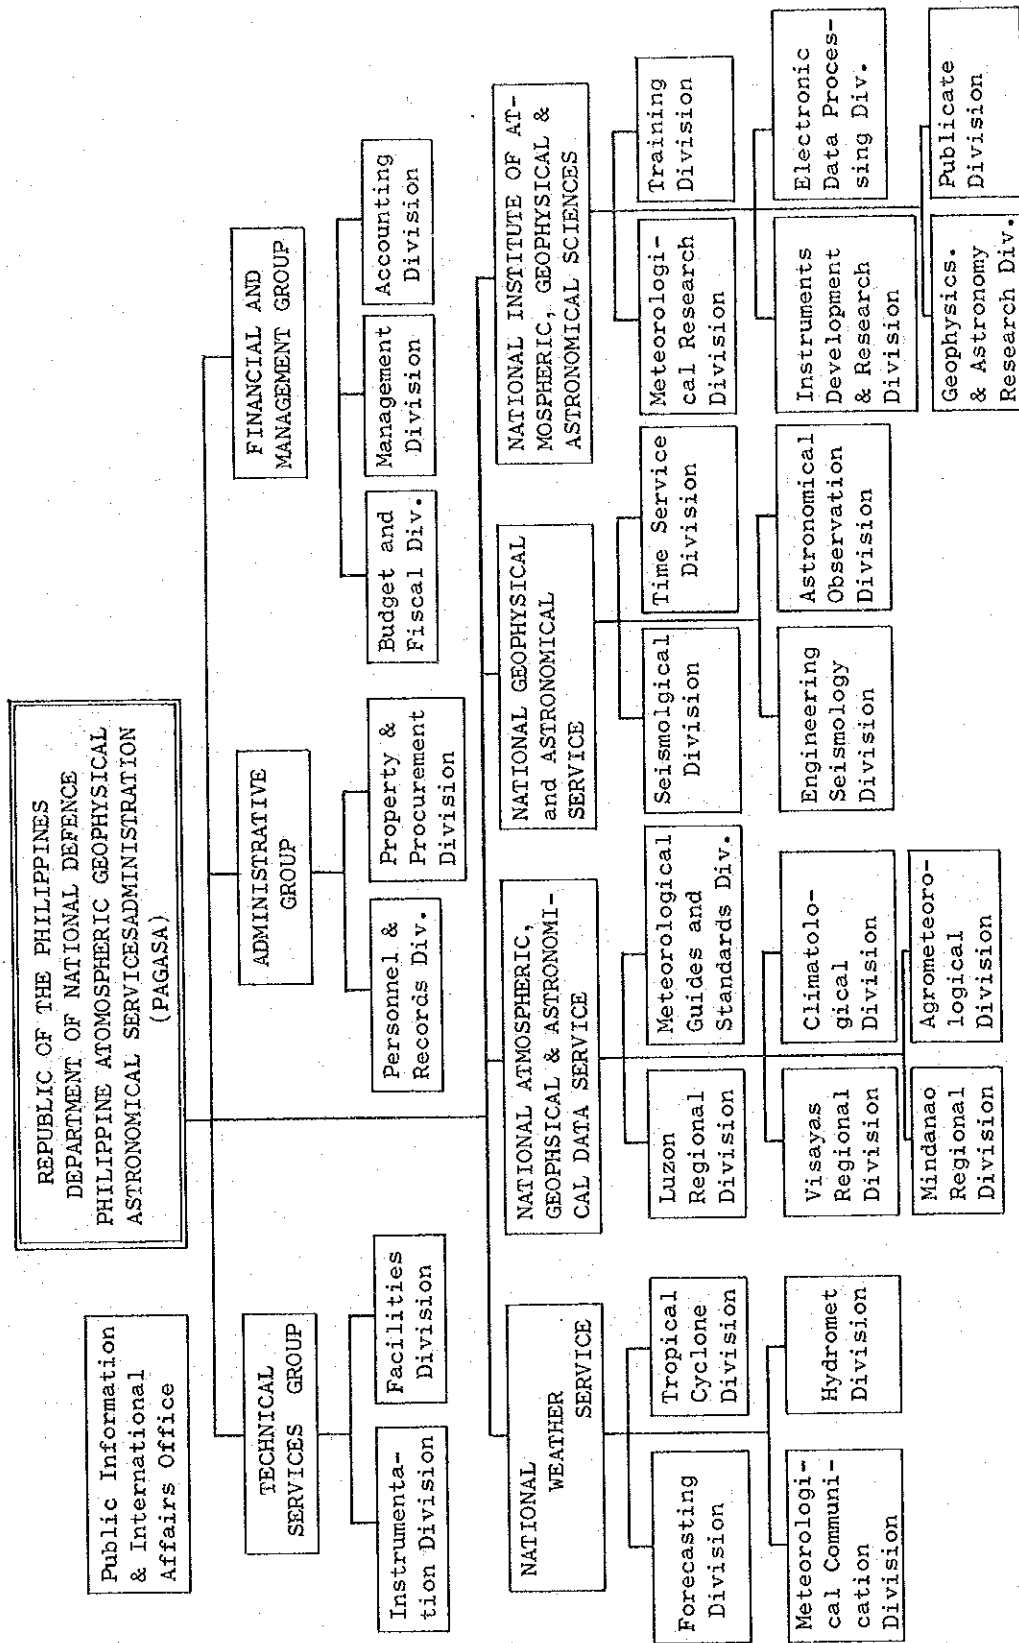 REPUBLIC OF THE PHILIPPINES
DEPARTMENT OF NATIONAL DEFENCE
PHILIPPINE ATOMOSPHERIC GEOPHYSICAL
ASTRONOMICAL SERVICESADMINISTRATION
(PAGASA)
Public Information
& International
Affairs Office
TECHNICAL
SERVICES GROUP
Instrumenta-
tion Division
Facilities
Division
ADMINISTRATIVE
GROUP
Personnel &
Records Div.
Property &
Procurement
Division
FINANCIAL AND
MANAGEMENT GROUP
Budget and
Fiscal Div.
Management
Division
Accounting
Division
NATIONAL
WEATHER
SERVICE
Forecasting
Division
Tropical
Cyclone
Division
Meteorologi-
cal Communi-
cation
Division
Hydromet
Division
NATIONAL ATMOSPHERIC,
GEOPHSICAL & ASTRONOMI-
CAL DATA SERVICE
Luzon
Regional
Division
Meteorological
Guides and
Standards Div.
Visayas
Regional
Division
Climatolo-
gical
Division
Mindanao
Regional
Division
Agrometeoro-
logical
Division
NATIONAL GEOPHYSICAL
and ASTRONOMICAL
SERVICE
Seismolgical
Division
Time Service
Division
Engineering
Seismology
Division
Astronomical
Observation
Division
NATIONAL INSTITUTE OF AT-
MOSPHERIC, GEOPHYSICAL &
ASTRONOMICAL SCIENCES
Meteorologi-
cal Research
Division
Training
Division
Instruments
Development
& Research
Division
Electronic
Data Proces-
sing Div.
Geophysics.
& Astronomy
Research Div.
Publicate
Division